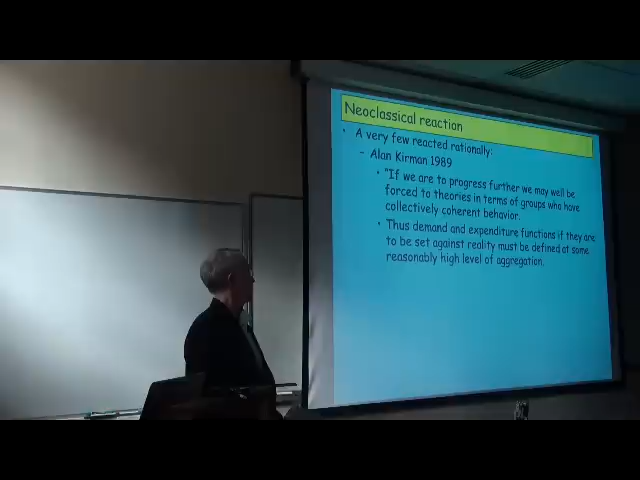 Neoclassical reaction
• A very few reacted rationally:
– Alan Kirman 1989
• "If we are to progress further we may well be
forced to theories in terms of groups who have
collectively coherent behavior.
• Thus demand and expenditure functions if they are
to be set against reality must be defined at some
reasonably high level of aggregation.